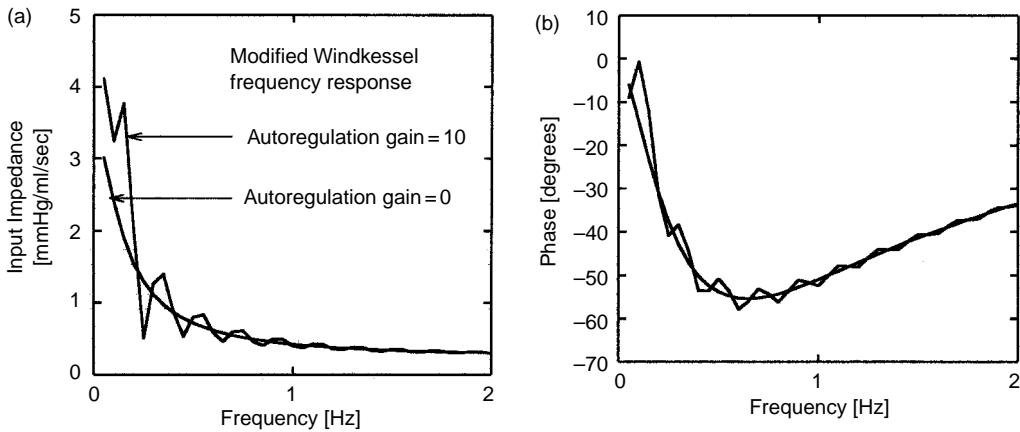 (a)
5
4
3
2
1
0
Input Impedance
[mmHg/ml/sec]
Modified Windkessel
frequency response
Autoregulation gain = 10
Autoregulation gain = 0
0
1
2
Frequency [Hz]
(b)
10
0
−10
−20
−30
−40
−50
−60
−70
Phase [degrees]
0
1
2
Frequency [Hz]